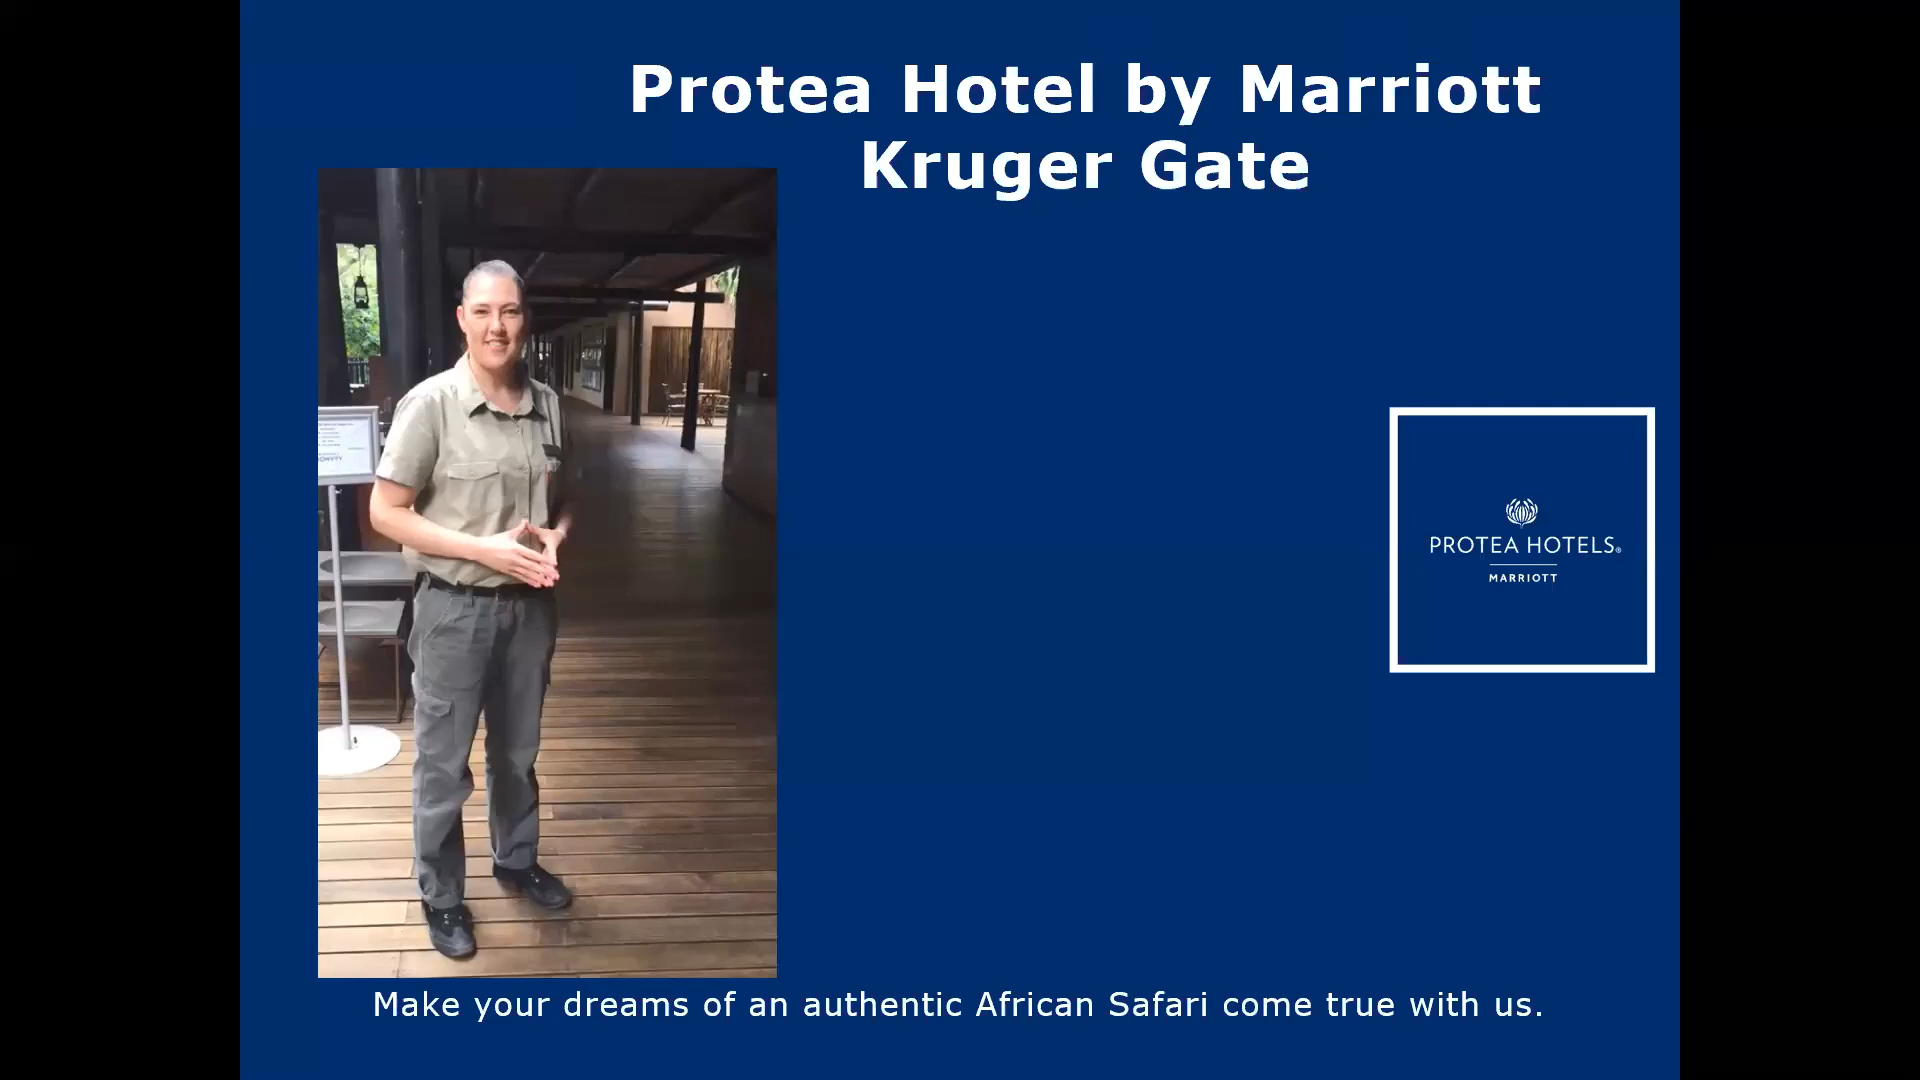 Protea Hotel by Marriott
Kruger Gate
PROTEA HOTELS®
MARRIOTT
Make your dreams of an authentic African Safari come true with us.